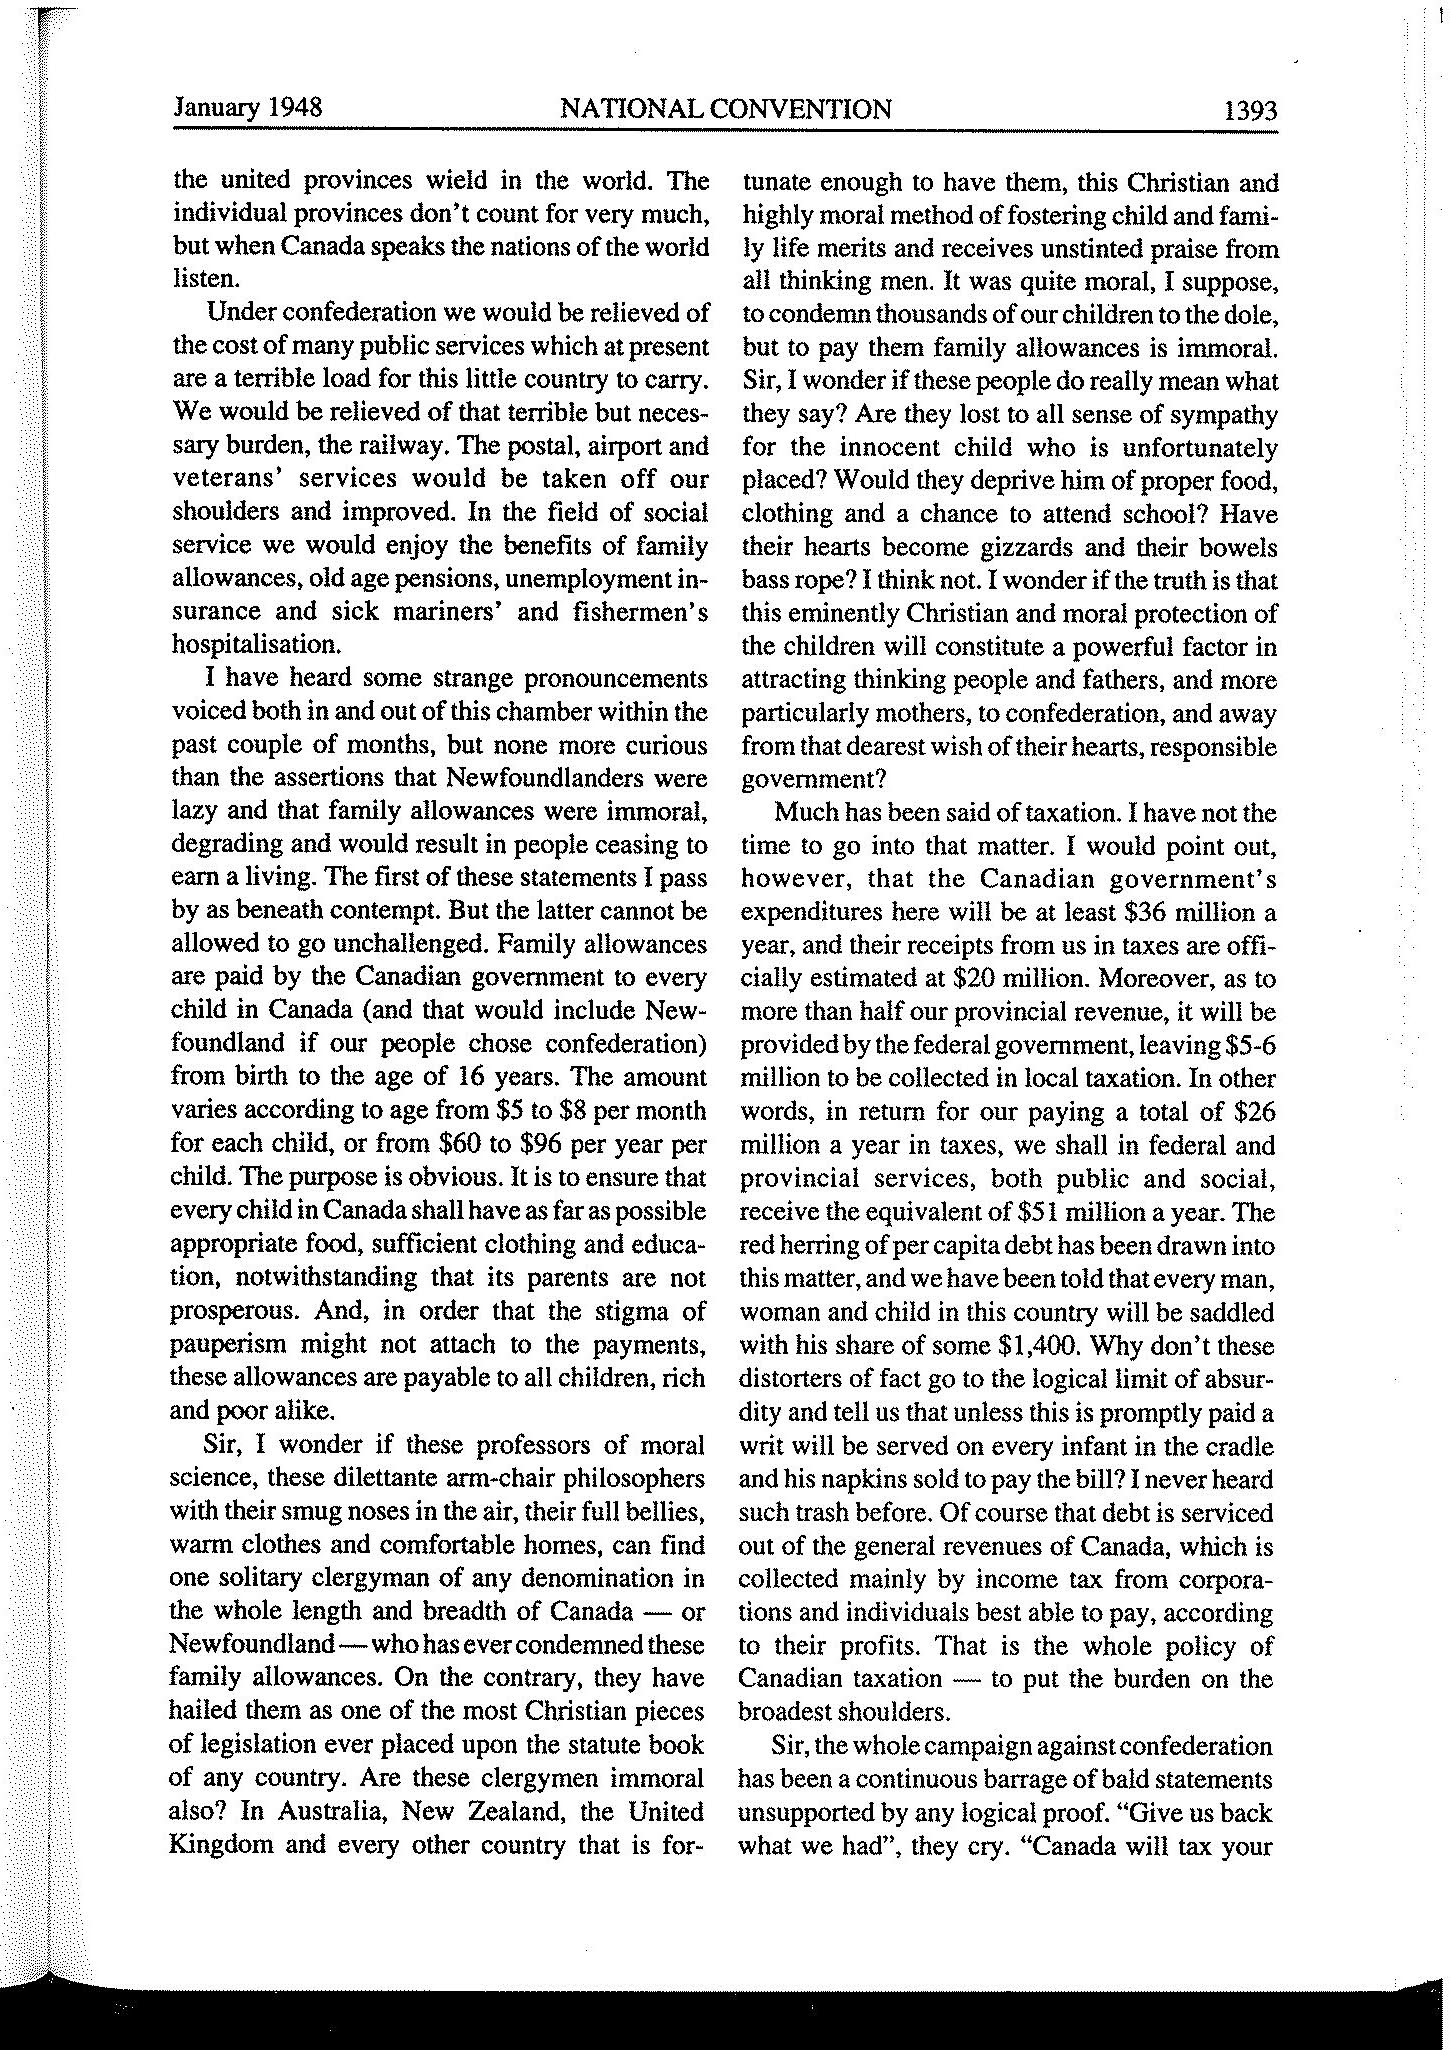 January 1948
NATIONAL CONVENTION
1393
the united provinces wield in the world. The
individual provinces don't count for very much,
but when Canada speaks the nations of the world
listen.
Under confederation we would be relieved of
the cost of many public services which at present
are a terrible load for this little country to carry.
We would be relieved of that terrible but neces-
sary burden, the railway. The postal, airport and
veterans' services would be taken off our
shoulders and improved. In the field of social
service we would enjoy the benefits of family
allowances, old age pensions, unemployment in-
surance and sick mariners' and fishermen's
hospitalisation.
I have heard some strange pronouncements
voiced both in and out of this chamber within the
past couple of months, but none more curious
than the assertions that Newfoundlanders were
lazy and that family allowances were immoral,
degrading and would result in people ceasing to
earn a living. The first of these statements I pass
by as beneath contempt. But the latter cannot be
allowed to go unchallenged. Family allowances
are paid by the Canadian government to every
child in Canada (and that would include New-
foundland if our people chose confederation)
from birth to the age of 16 years. The amount
varies according to age from $5 to $8 per month
for each child, or from $60 to $96 per year per
child. The purpose is obvious. It is to ensure that
every child in Canada shall have as far as possible
appropriate food, sufficient clothing and educa-
tion, notwithstanding that its parents are not
prosperous. And, in order that the stigma of
pauperism might not attach to the payments,
these allowances are payable to all children, rich
and poor alike.
Sir, I wonder if these professors of moral
science, these dilettante arm-chair philosophers
with their smug noses in the air, their full bellies,
warm clothes and comfortable homes, can find
one solitary clergyman of any denomination in
the whole length and breadth of Canada — or
Newfoundland — who has ever condemned these
family allowances. On the contrary, they have
hailed them as one of the most Christian pieces
of legislation ever placed upon the statute book
of any country. Are these clergymen immoral
also? In Australia, New Zealand, the United
Kingdom and every other country that is for-
tunate enough to have them, this Christian and
highly moral method of fostering child and fami-
ly life merits and receives unstinted praise from
all thinking men. It was quite moral, I suppose,
to condemn thousands of our children to the dole,
but to pay them family allowances is immoral.
Sir, I wonder if these people do really mean what
they say? Are they lost to all sense of sympathy
for the innocent child who is unfortunately
placed? Would they deprive him of proper food,
clothing and a chance to attend school? Have
their hearts become gizzards and their bowels
bass rope? I think not. I wonder if the truth is that
this eminently Christian and moral protection of
the children will constitute a powerful factor in
attracting thinking people and fathers, and more
particularly mothers, to confederation, and away
from that dearest wish of their hearts, responsible
government?
Much has been said of taxation. I have not the
time to go into that matter. I would point out,
however, that the Canadian government's
expenditures here will be at least $36 million a
year, and their receipts from us in taxes are offi-
cially estimated at $20 million. Moreover, as to
more than half our provincial revenue, it will be
provided by the federal government, leaving $5-6
million to be collected in local taxation. In other
words, in return for our paying a total of $26
million a year in taxes, we shall in federal and
provincial services, both public and social,
receive the equivalent of $51 million a year. The
red herring of per capita debt has been drawn into
this matter, and we have been told that every man,
woman and child in this country will be saddled
with his share of some $1,400. Why don't these
distorters of fact go to the logical limit of absur-
dity and tell us that unless this is promptly paid a
writ will be served on every infant in the cradle
and his napkins sold to pay the bill? I never heard
such trash before. Of course that debt is serviced
out of the general revenues of Canada, which is
collected mainly by income tax from corpora-
tions and individuals best able to pay, according
to their profits. That is the whole policy of
Canadian taxation — to put the burden on the
broadest shoulders.
Sir, the whole campaign against confederation
has been a continuous barrage of bald statements
unsupported by any logical proof. "Give us back
what we had", they cry. "Canada will tax your